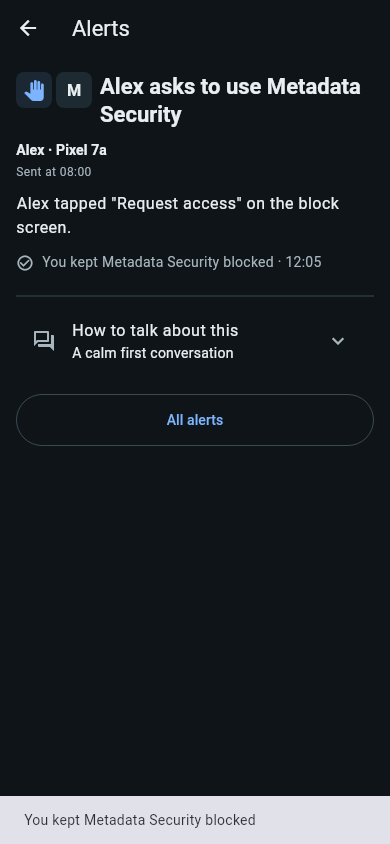 Alerts
M
Alex asks to use Metadata
Security
Alex · Pixel 7a
Sent at 08:00
Alex tapped "Request access" on the block
screen.
You kept Metadata Security blocked · 12:05
How to talk about this
A calm first conversation
All alerts
You kept Metadata Security blocked